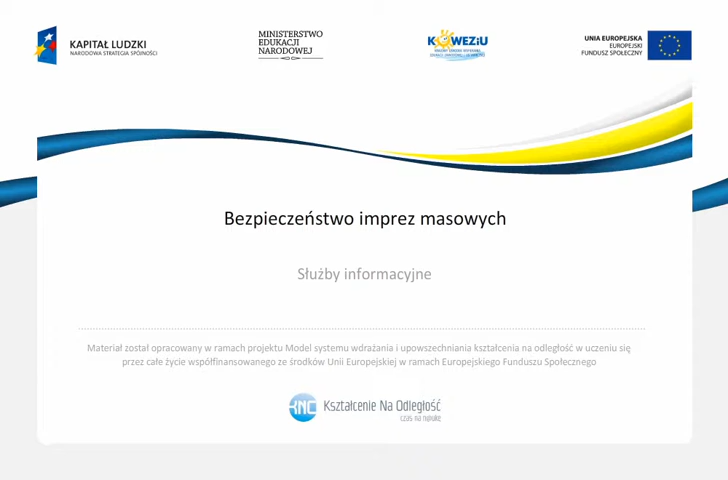 KAPITAŁ LUDZKI
NARODOWA STRATEGIA SPÓJNOŚCI
MINISTERSTWO
EDUKACJI
NARODOWEJ
KOWEZiU
UNIA EUROPEJSKA
EUROPEJSKI
FUNDUSZ SPOŁECZNY
Bezpieczeństwo imprez masowych
Służby informacyjne
Materiał został opracowany w ramach projektu Model systemu wdrażania i upowszechniania kształcenia na odległość w uczeniu się
przez całe życie współfinansowanego ze środków Unii Europejskiej w ramach Europejskiego Funduszu Społecznego
KNO Kształcenie Na Odległość
czas na naukę